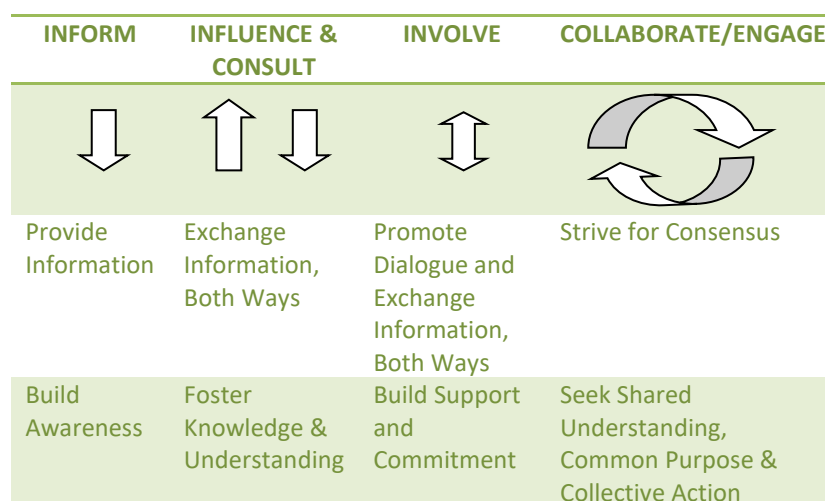 INFORM
INFLUENCE &
CONSULT
INVOLVE
COLLABORATE/ENGAGE
Provide
Information
Exchange
Information,
Both Ways
Promote
Dialogue and
Exchange
Information,
Both Ways
Strive for Consensus
Build
Awareness
Foster
Knowledge &
Understanding
Build Support
and
Commitment
Seek Shared
Understanding,
Common Purpose &
Collective Action